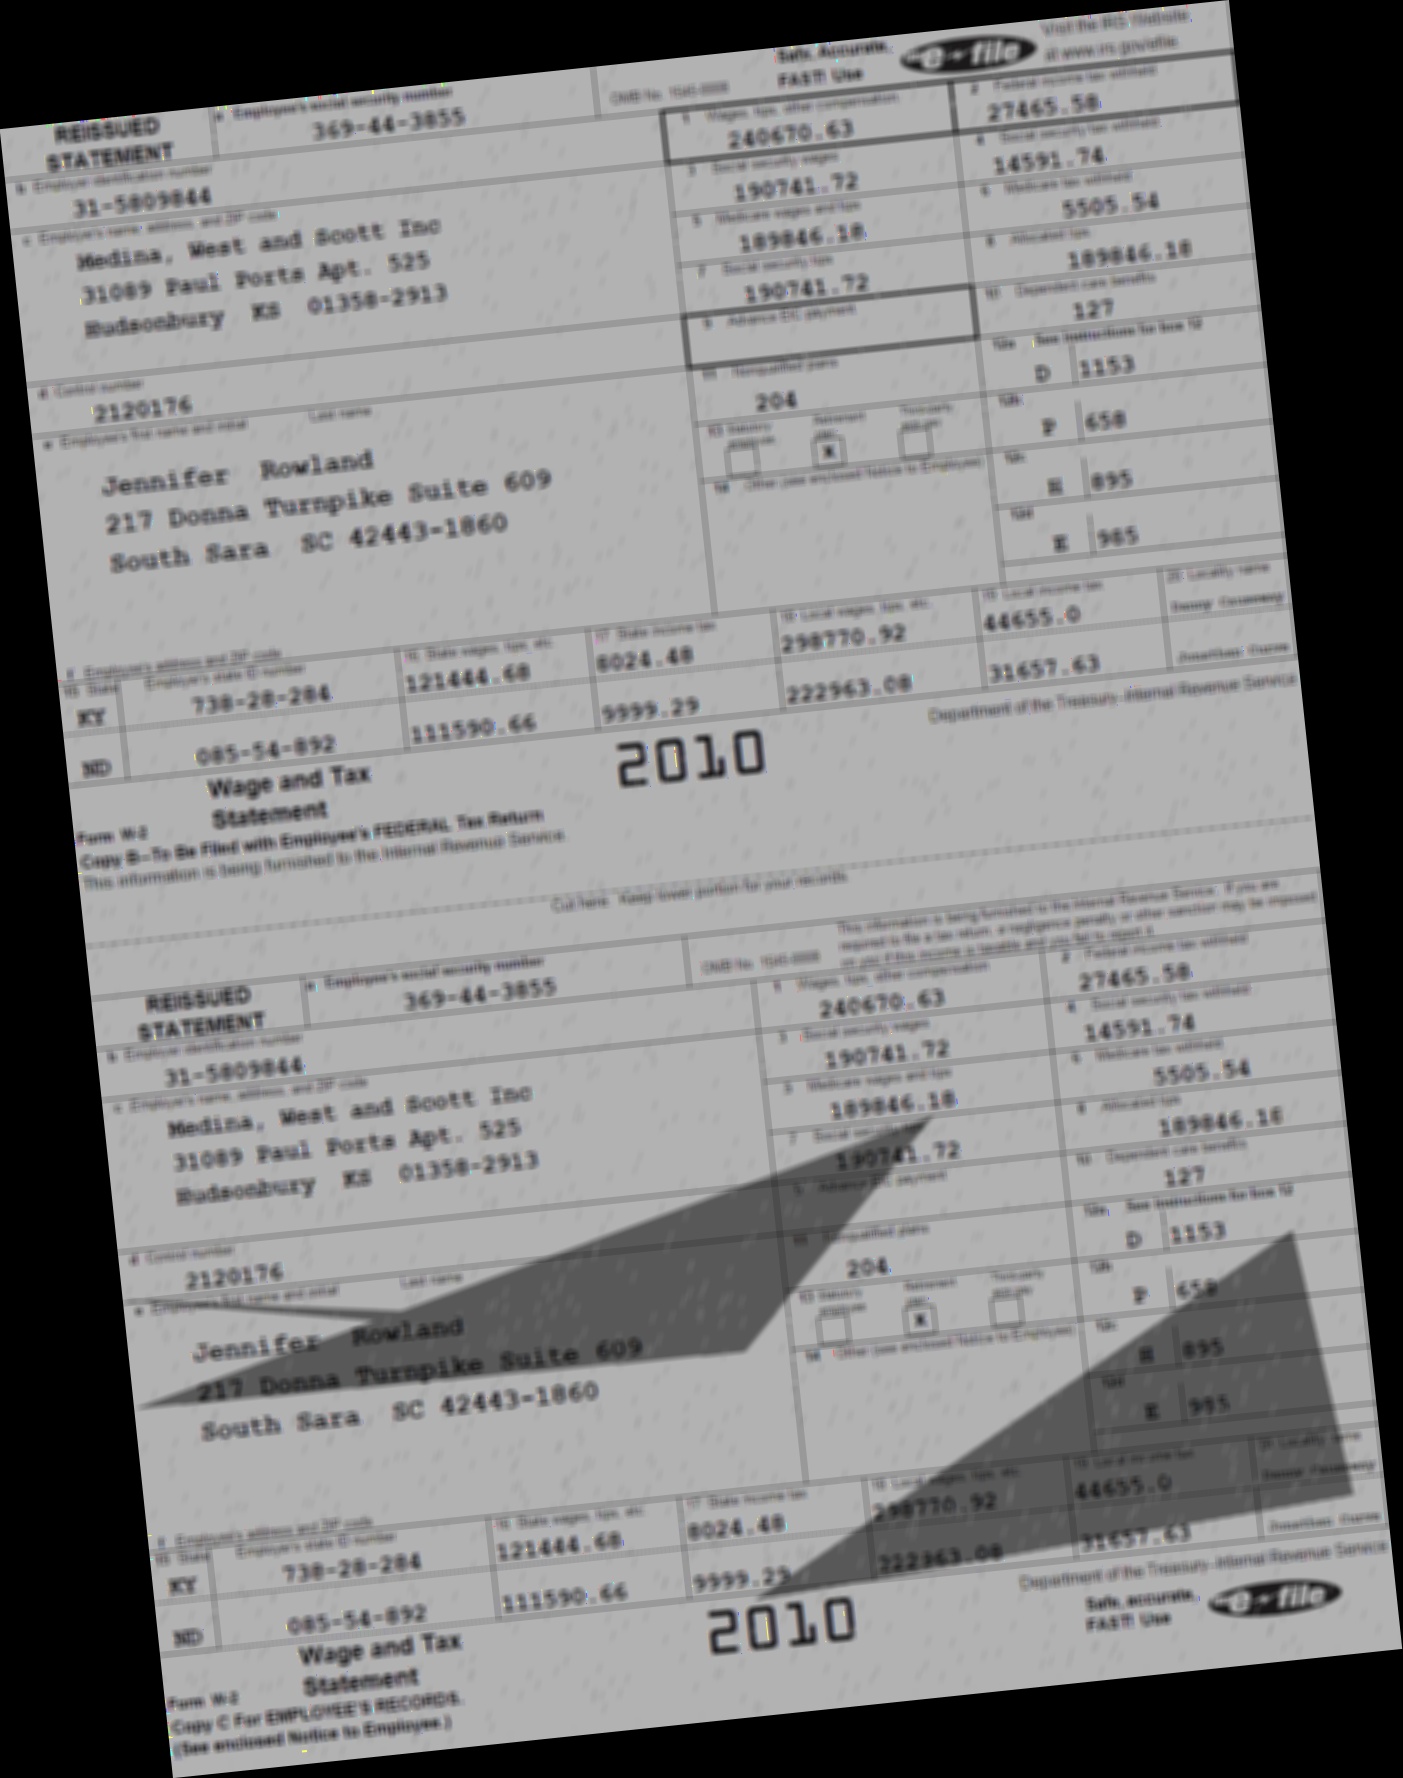 Safe, Accurate, FAST! Use e-file Visit the IRS Website at www.irs.gov/efile.
REISSUED STATEMENT
a Employee's social security number
369-44-3855
OMB No. 1545-0008
1 Wages, tips, other compensation
240670.63
2 Federal income tax withheld
27465.58
b Employer identification number
31-5809844
3 Social security wages
190741.72
4 Social security tax withheld
14591.74
c Employer's name, address, and ZIP code
Medina, West and Scott Inc
31089 Paul Ports Apt. 525
Hudsonbury KS 01358-2913
5 Medicare wages and tips
189846.18
6 Medicare tax withheld
5505.54
7 Social security tips
190741.72
8 Allocated tips
189846.18
9 Advance EIC payment
10 Dependent care benefits
127
d Control number
2120176
11 Nonqualified plans
204
12a See instructions for box 12
D 1153
12b
P 658
12c
H 895
12d
E 985
e Employee's first name and initial Last name
Jennifer Rowland
217 Donna Turnpike Suite 609
South Sara SC 42443-1860
13 Statutory employee
Retirement plan
X
Third-party sick pay
14 Other (see enclosed Notice to Employee)
f Employee's address and ZIP code
15 State Employer's state ID number
16 State wages, tips, etc.
17 State income tax
18 Local wages, tips, etc.
19 Local income tax
20 Locality name
KY 738-28-284 121444.68 8024.48 298770.92 44655.0
ND 085-54-892 111590.66 9999.29 222963.08 31657.63
Form W-2
Wage and Tax Statement
2010
Department of the Treasury-Internal Revenue Service
Copy B--To Be Filed with Employee's FEDERAL Tax Return
This information is being furnished to the Internal Revenue Service.
Cut here. Keep lower portion for your records.
This information is being furnished to the Internal Revenue Service. If you are
required to file a tax return, a negligence penalty or other sanction may be imposed
on you if this income is taxable and you fail to report it.
REISSUED STATEMENT
a Employee's social security number
369-44-3855
OMB No. 1545-0008
1 Wages, tips, other compensation
240670.63
2 Federal income tax withheld
27465.58
b Employer identification number
31-5809844
3 Social security wages
190741.72
4 Social security tax withheld
14591.74
c Employer's name, address, and ZIP code
Medina, West and Scott Inc
31089 Paul Ports Apt. 525
Hudsonbury KS 01358-2913
5 Medicare wages and tips
189846.18
6 Medicare tax withheld
5505.54
7 Social security tips
190741.72
8 Allocated tips
189846.18
9 Advance EIC payment
10 Dependent care benefits
127
d Control number
2120176
11 Nonqualified plans
204
12a See instructions for box 12
D 1153
12b
P 658
12c
H 895
12d
E 985
e Employee's first name and initial Last name
Jennifer Rowland
217 Donna Turnpike Suite 609
South Sara SC 42443-1860
13 Statutory employee
Retirement plan
X
Third-party sick pay
14 Other (see enclosed Notice to Employee)
f Employee's address and ZIP code
15 State Employer's state ID number
16 State wages, tips, etc.
17 State income tax
18 Local wages, tips, etc.
19 Local income tax
20 Locality name
KY 738-28-284 121444.68 8024.48 298770.92 44655.0
ND 085-54-892 111590.66 9999.29 222963.08 31657.63
Form W-2
Wage and Tax Statement
2010
Department of the Treasury-Internal Revenue Service
Safe, accurate, FAST! Use e-file
Copy C For EMPLOYEE'S RECORDS.
(See enclosed Notice to Employee.)